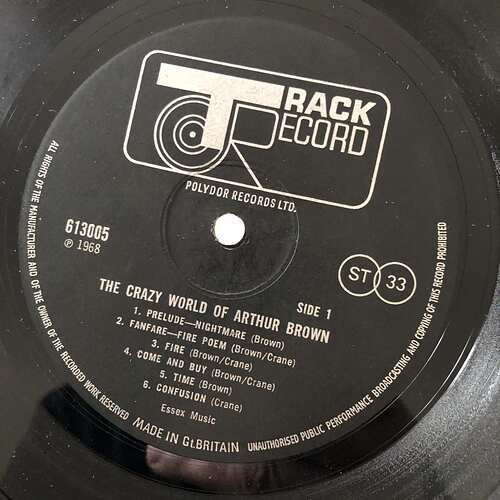 TRACK
RECORD
POLYDOR RECORDS LTD.
613005
℗ 1968
ST 33
SIDE 1
THE CRAZY WORLD OF ARTHUR BROWN
1. PRELUDE—NIGHTMARE (Brown)
2. FANFARE—FIRE POEM (Brown/Crane)
3. FIRE (Brown/Crane)
4. COME AND BUY (Brown/Crane)
5. TIME (Brown)
6. CONFUSION (Crane)
Essex Music
ALL RIGHTS OF THE MANUFACTURER AND OF THE OWNER OF THE RECORDED WORK RESERVED
MADE IN Gt.BRITAIN
UNAUTHORISED PUBLIC PERFORMANCE BROADCASTING AND COPYING OF THIS RECORD PROHIBITED